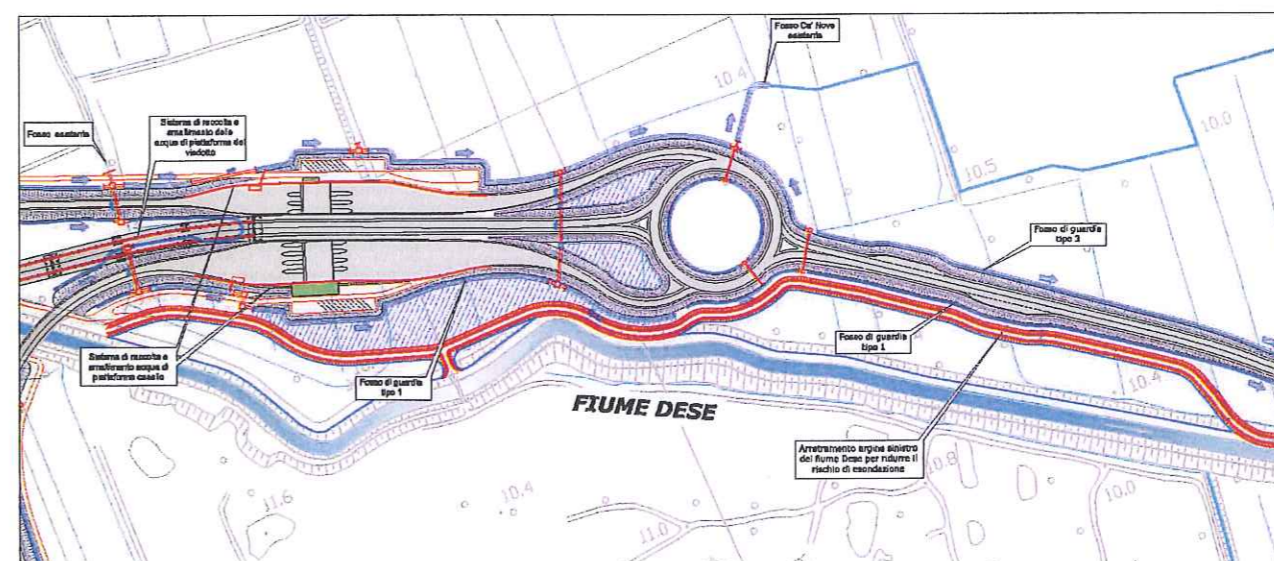 Fosso Ca' Nove
esistente
10.4
10.0
Fosso esistente
Sistema di raccolta e
smaltimento delle
acque di piattaforma del
viadotto
10.5
Fosso di guardia
tipo 3
Sistema di raccolta e
smaltimento acque di
piattaforma casello
Fosso di guardia
tipo 1
Fosso di guardia
tipo 1
10.4
FIUME DESE
Arretramento argine sinistro
del fiume Dese per ridurre il
rischio di esondazione
11.6
10.4
11.0
10.8
10.0